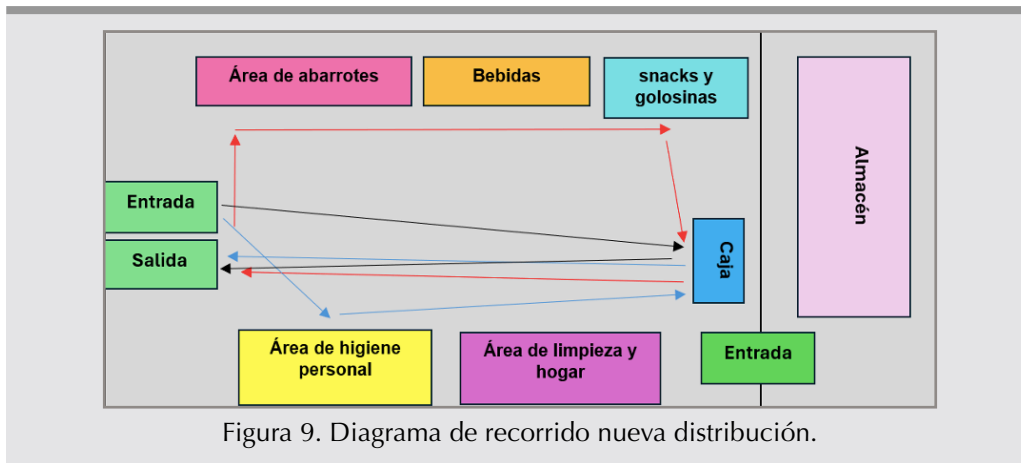 Área de abarrotes
Bebidas
snacks y
golosinas
Almacén
Entrada
Salida
Caja
Área de higiene
personal
Área de limpieza y
hogar
Entrada
Figura 9. Diagrama de recorrido nueva distribución.